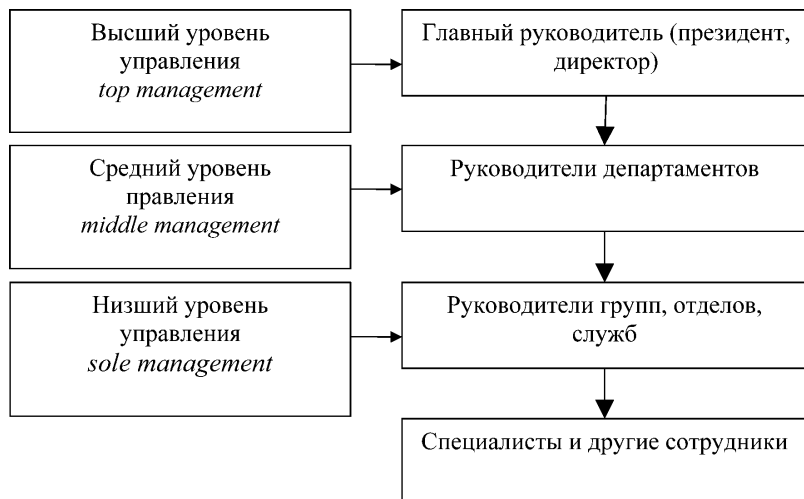 Высший уровень
управления
top management
Главный руководитель (президент,
директор)
Средний уровень
правления
middle management
Руководители департаментов
Низший уровень
управления
sole management
Руководители групп, отделов,
служб
Специалисты и другие сотрудники